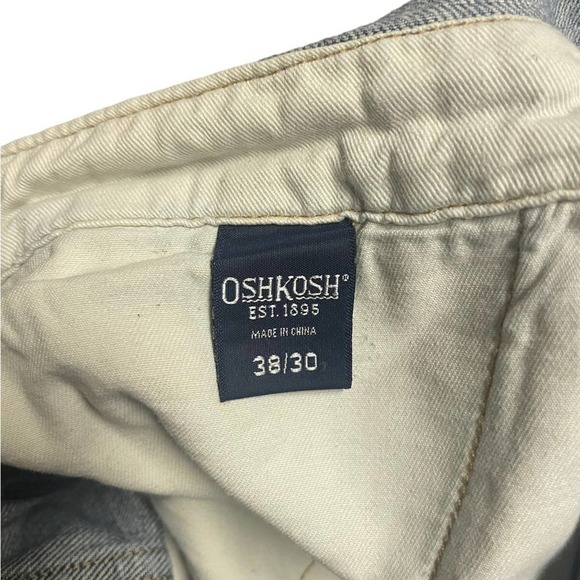 OSHKOSH®
EST. 1895
MADE IN CHINA
38/30